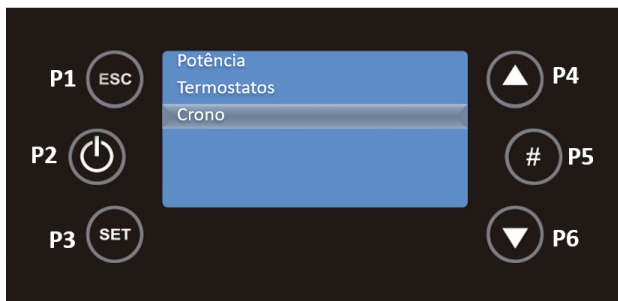 P1 ESC
Potência
Termostatos
Crono
P4
P2
# P5
P3 SET
P6